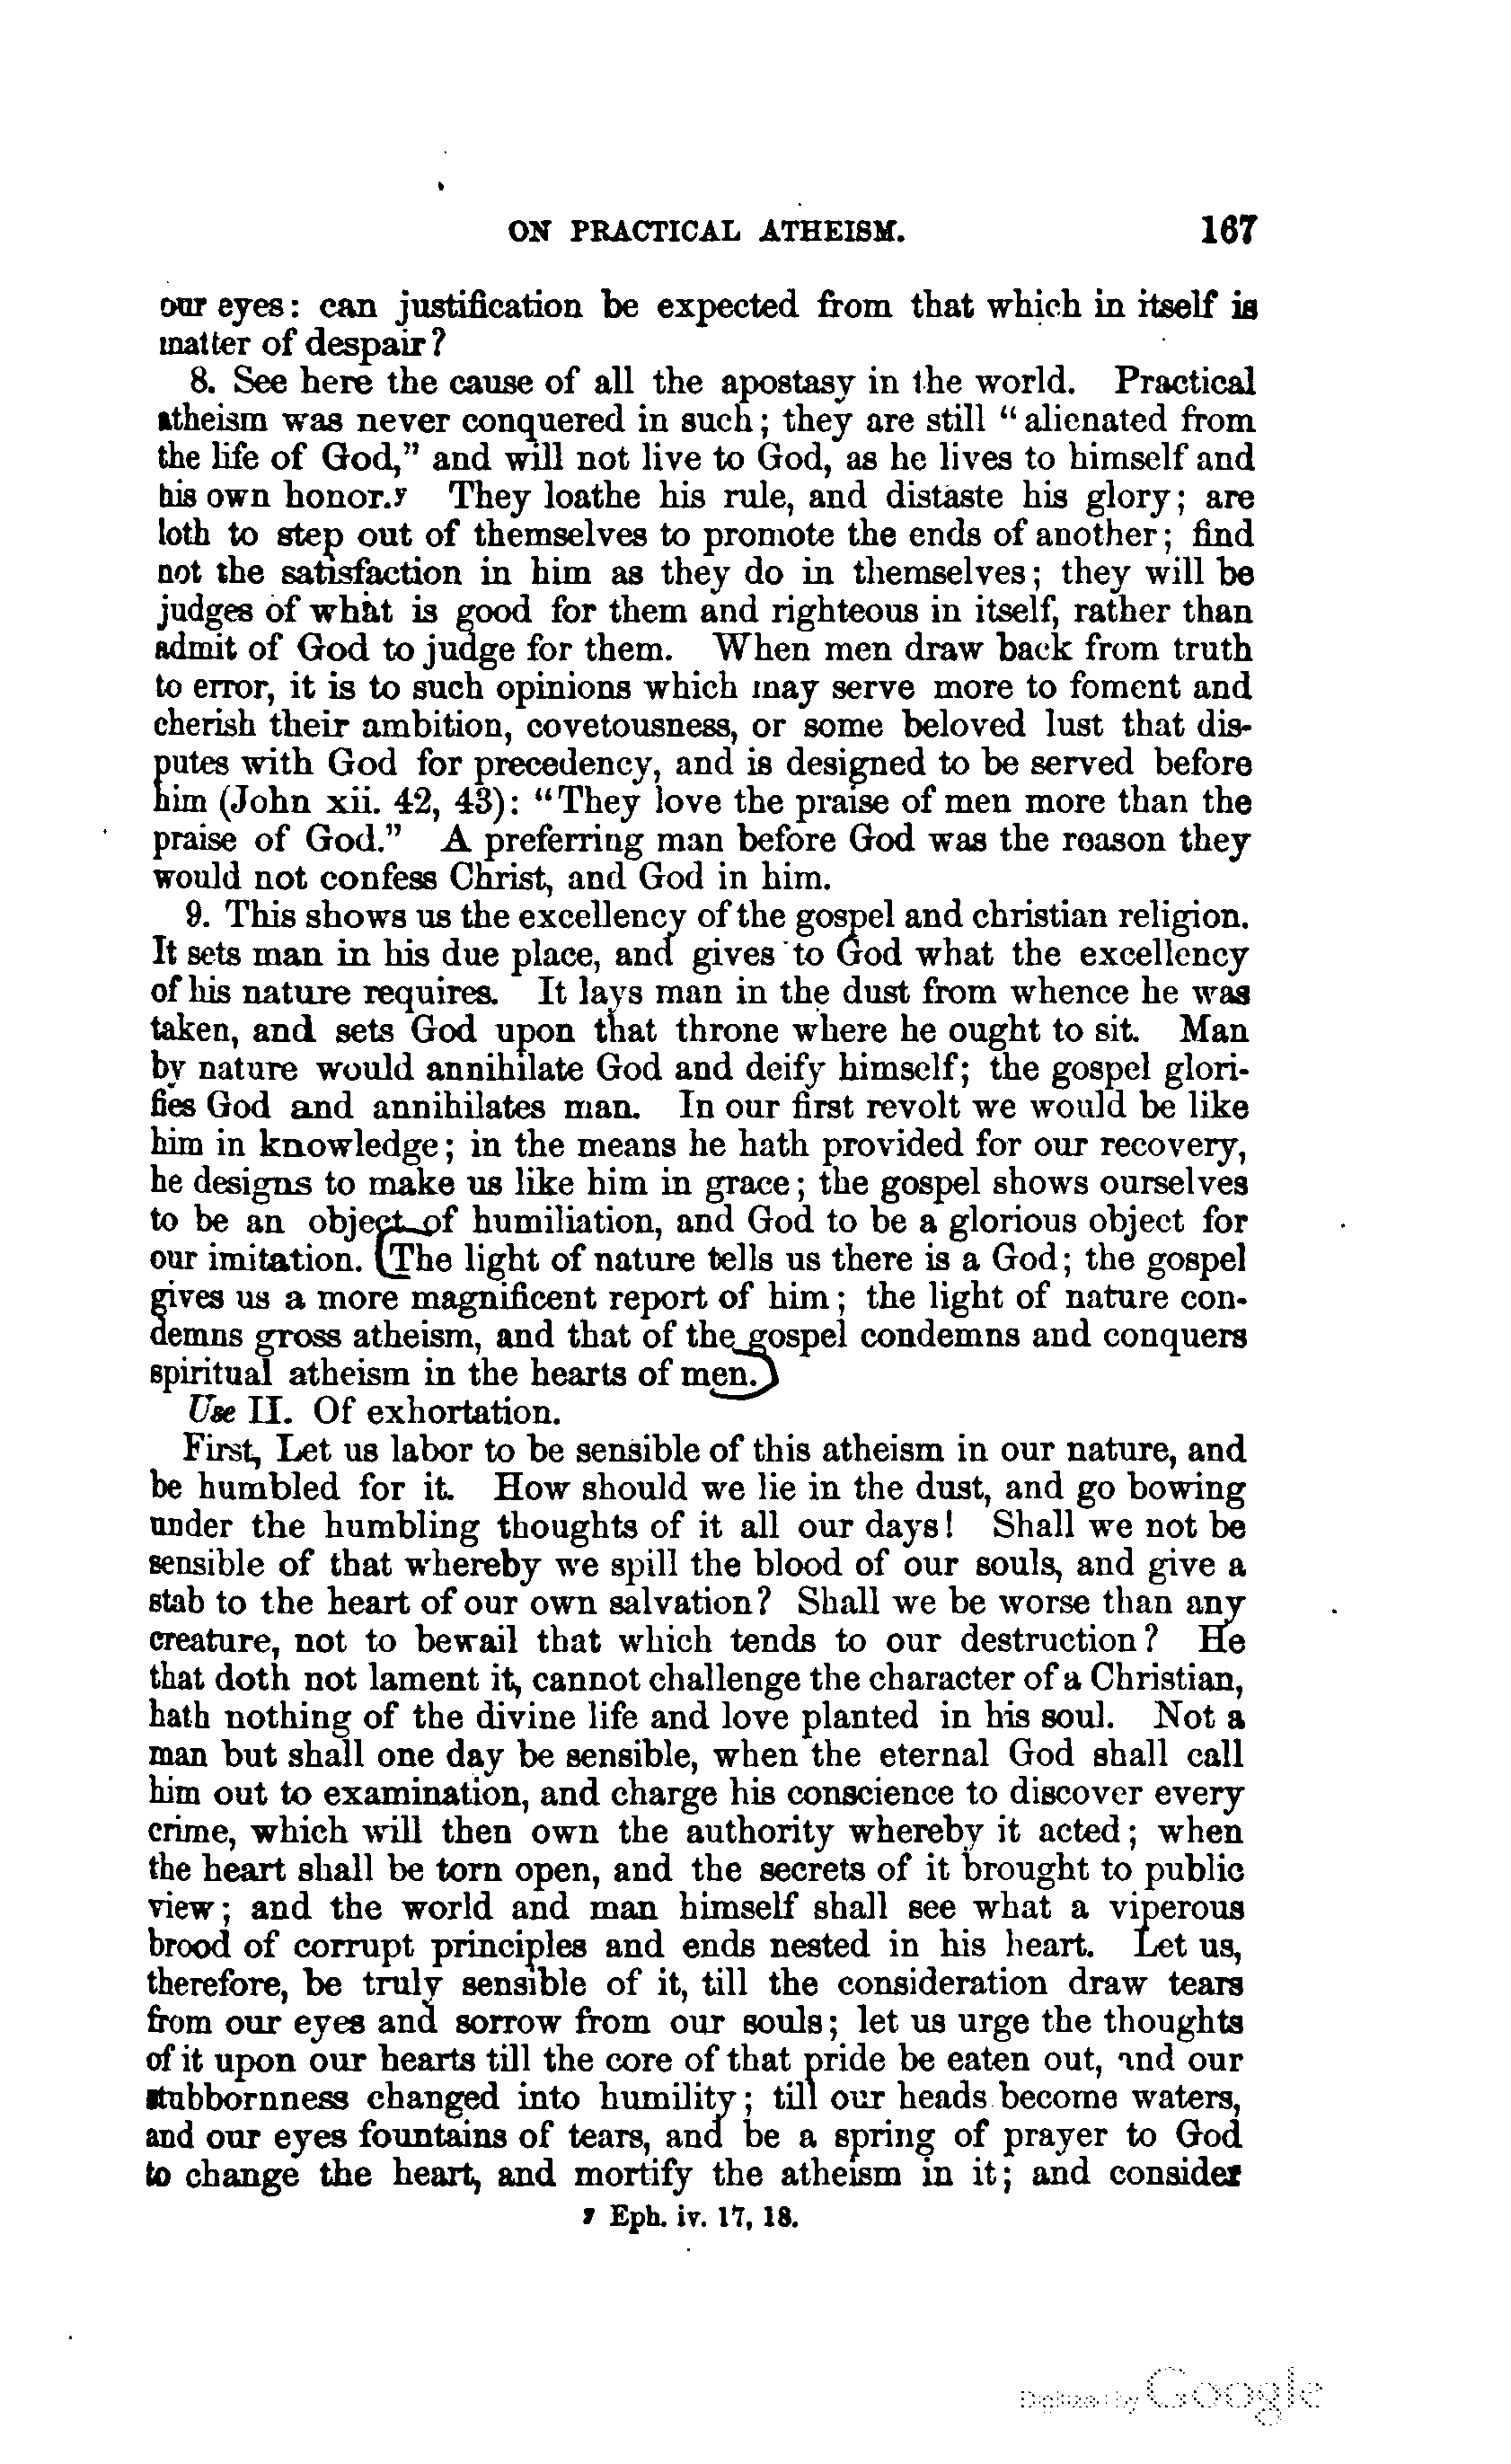 ON PRACTICAL ATHEISM. 167
our eyes: can justification be expected from that which in itself is
matter of despair?
8. See here the cause of all the apostasy in the world. Practical
atheism was never conquered in such; they are still "alienated from
the life of God," and will not live to God, as he lives to himself and
his own honor.y They loathe his rule, and distaste his glory; are
loth to step out of themselves to promote the ends of another; find
not the satisfaction in him as they do in themselves; they will be
judges of what is good for them and righteous in itself, rather than
admit of God to judge for them. When men draw back from truth
to error, it is to such opinions which may serve more to foment and
cherish their ambition, covetousness, or some beloved lust that dis-
putes with God for precedency, and is designed to be served before
him (John xii. 42, 43): "They love the praise of men more than the
praise of God." A preferring man before God was the reason they
would not confess Christ, and God in him.
9. This shows us the excellency of the gospel and christian religion.
It sets man in his due place, and gives to God what the excellency
of his nature requires. It lays man in the dust from whence he was
taken, and sets God upon that throne where he ought to sit. Man
by nature would annihilate God and deify himself; the gospel glori-
fies God and annihilates man. In our first revolt we would be like
him in knowledge; in the means he hath provided for our recovery,
he designs to make us like him in grace; the gospel shows ourselves
to be an object of humiliation, and God to be a glorious object for
our imitation. (The light of nature tells us there is a God; the gospel
gives us a more magnificent report of him; the light of nature con-
demns gross atheism, and that of the gospel condemns and conquers
spiritual atheism in the hearts of men.)
Use II. Of exhortation.
First, Let us labor to be sensible of this atheism in our nature, and
be humbled for it. How should we lie in the dust, and go bowing
under the humbling thoughts of it all our days! Shall we not be
sensible of that whereby we spill the blood of our souls, and give a
stab to the heart of our own salvation? Shall we be worse than any
creature, not to bewail that which tends to our destruction? He
that doth not lament it, cannot challenge the character of a Christian,
hath nothing of the divine life and love planted in his soul. Not a
man but shall one day be sensible, when the eternal God shall call
him out to examination, and charge his conscience to discover every
crime, which will then own the authority whereby it acted; when
the heart shall be torn open, and the secrets of it brought to public
view; and the world and man himself shall see what a viperous
brood of corrupt principles and ends nested in his heart. Let us,
therefore, be truly sensible of it, till the consideration draw tears
from our eyes and sorrow from our souls; let us urge the thoughts
of it upon our hearts till the core of that pride be eaten out, and our
stubbornness changed into humility; till our heads become waters,
and our eyes fountains of tears, and be a spring of prayer to God
to change the heart, and mortify the atheism in it; and consider
y Eph. iv. 17, 18.
Digitized by Google